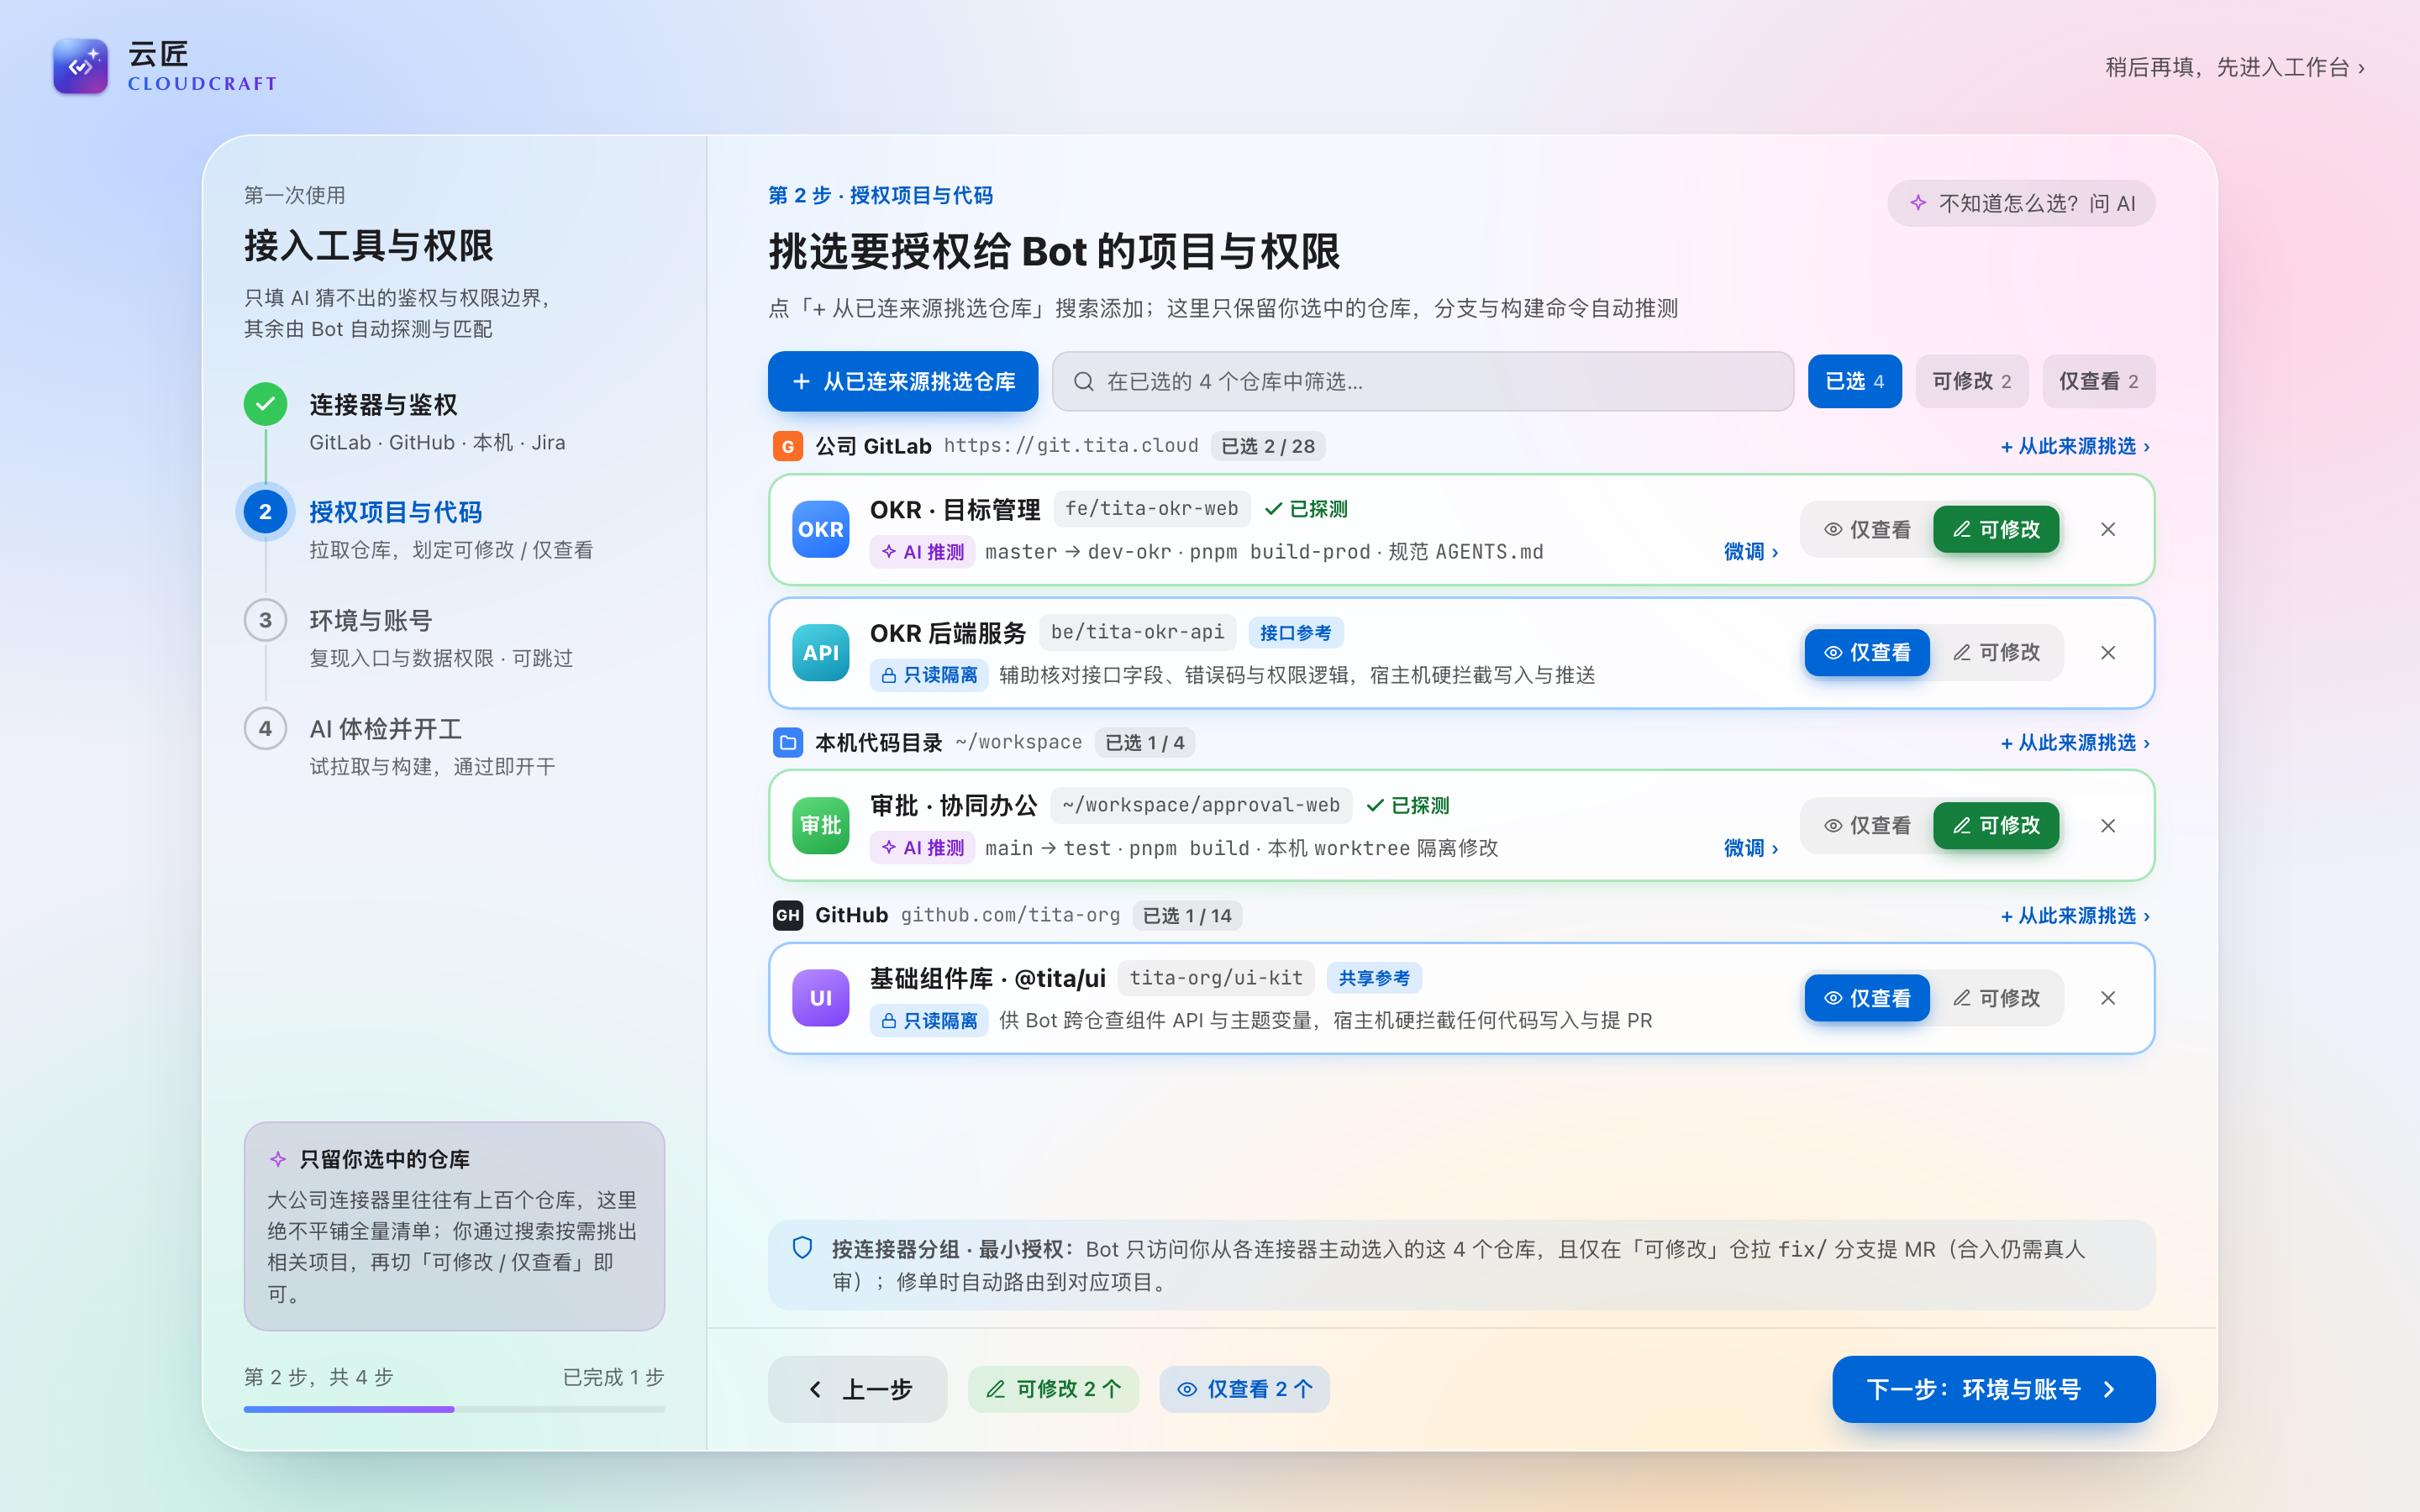 云匠
CLOUDCRAFT
稍后再填，先进入工作台 ›
第一次使用
接入工具与权限
只填 AI 猜不出的鉴权与权限边界，
其余由 Bot 自动探测与匹配
连接器与鉴权
GitLab · GitHub · 本机 · Jira
2 授权项目与代码
拉取仓库，划定可修改 / 仅查看
3 环境与账号
复现入口与数据权限 · 可跳过
4 AI 体检并开工
试拉取与构建，通过即开干
只留你选中的仓库
大公司连接器里往往有上百个仓库，这里
绝不平铺全量清单；你通过搜索按需挑出
相关项目，再切「可修改 / 仅查看」即
可。
第 2 步，共 4 步 已完成 1 步
第 2 步 · 授权项目与代码
不知道怎么选？问 AI
挑选要授权给 Bot 的项目与权限
点「+ 从已连来源挑选仓库」搜索添加；这里只保留你选中的仓库，分支与构建命令自动推测
+ 从已连来源挑选仓库 在已选的 4 个仓库中筛选... 已选 4 可修改 2 仅查看 2
G 公司 GitLab https://git.tita.cloud 已选 2 / 28 + 从此来源挑选 ›
OKR OKR · 目标管理 fe/tita-okr-web 已探测
AI 推测 master → dev-okr · pnpm build-prod · 规范 AGENTS.md 微调 › 仅查看 可修改
API OKR 后端服务 be/tita-okr-api 接口参考
只读隔离 辅助核对接口字段、错误码与权限逻辑，宿主机硬拦截写入与推送 仅查看 可修改
本机代码目录 ~/workspace 已选 1 / 4 + 从此来源挑选 ›
审批 审批 · 协同办公 ~/workspace/approval-web 已探测
AI 推测 main → test · pnpm build · 本机 worktree 隔离修改 微调 › 仅查看 可修改
GH GitHub github.com/tita-org 已选 1 / 14 + 从此来源挑选 ›
UI 基础组件库 · @tita/ui tita-org/ui-kit 共享参考
只读隔离 供 Bot 跨仓查组件 API 与主题变量，宿主机硬拦截任何代码写入与提 PR 仅查看 可修改
按连接器分组 · 最小授权：Bot 只访问你从各连接器主动选入的这 4 个仓库，且仅在「可修改」仓拉 fix/ 分支提 MR（合入仍需真人
审）；修单时自动路由到对应项目。
上一步 可修改 2 个 仅查看 2 个 下一步：环境与账号